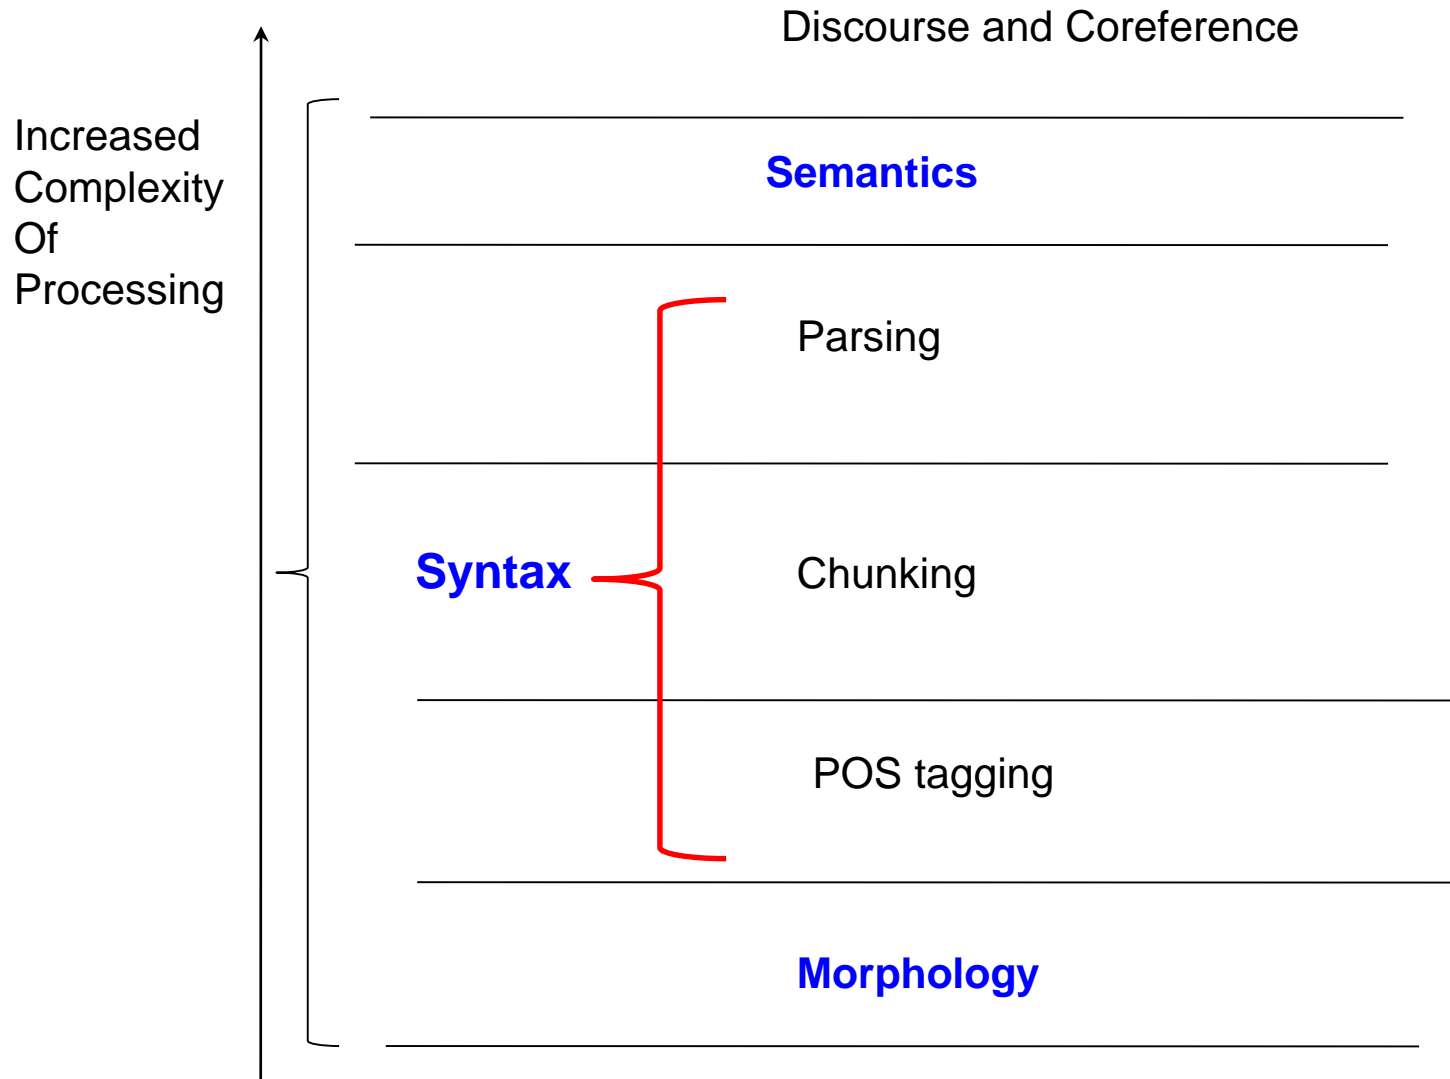 Discourse and Coreference
Increased
Complexity
Of
Processing
Semantics
Parsing
Syntax
Chunking
POS tagging
Morphology